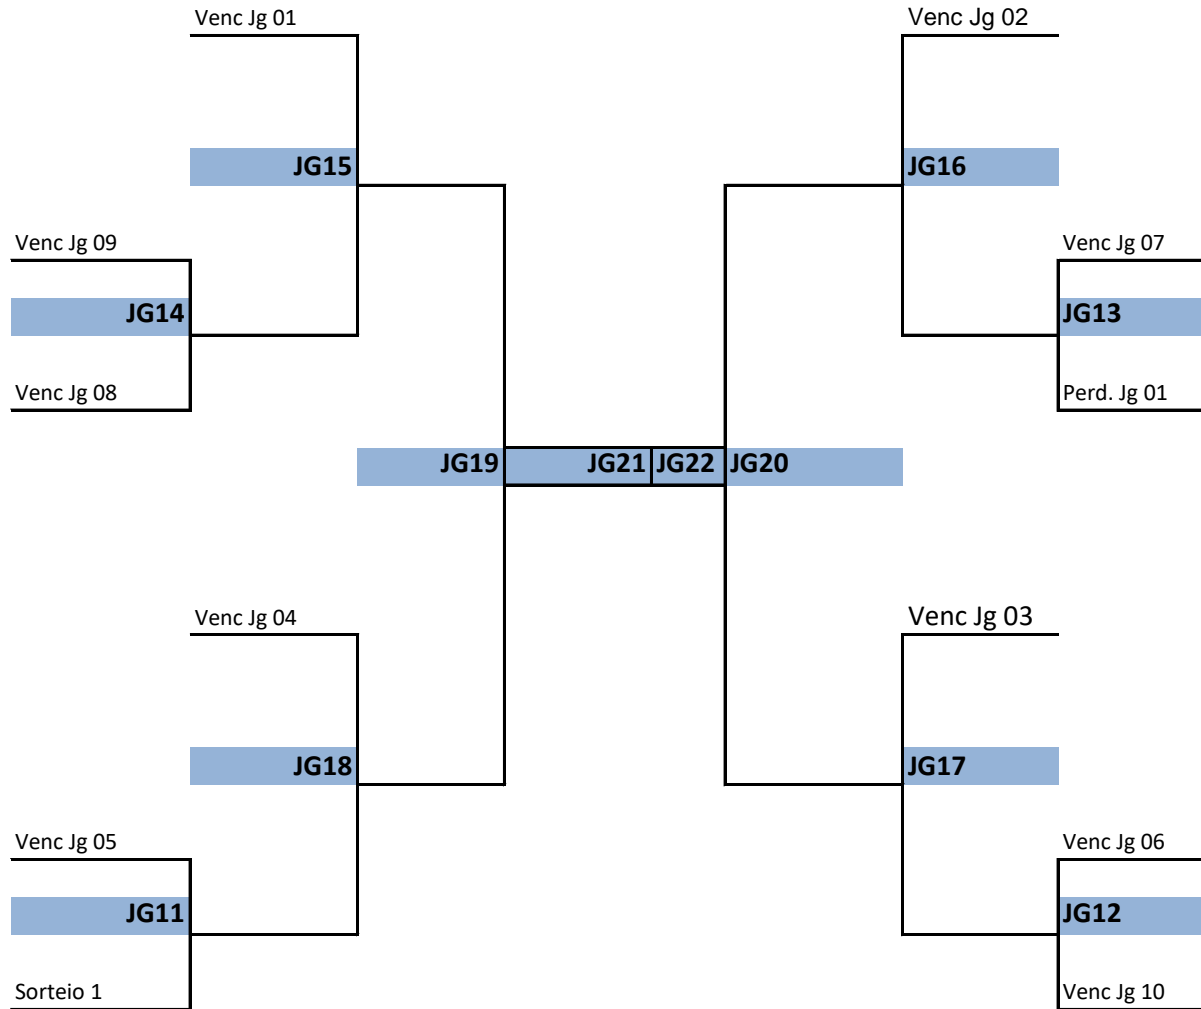 Venc Jg 01
Venc Jg 02
JG15
JG16
Venc Jg 09
Venc Jg 07
JG14
JG13
Venc Jg 08
Perd. Jg 01
JG19
JG21
JG22
JG20
Venc Jg 04
Venc Jg 03
JG18
JG17
Venc Jg 05
Venc Jg 06
JG11
JG12
Sorteio 1
Venc Jg 10